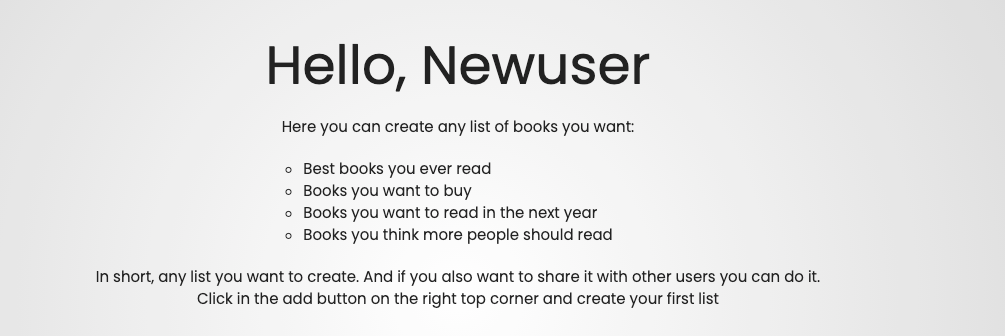 Hello, Newuser
Here you can create any list of books you want:
Best books you ever read
Books you want to buy
Books you want to read in the next year
Books you think more people should read
In short, any list you want to create. And if you also want to share it with other users you can do it.
Click in the add button on the right top corner and create your first list